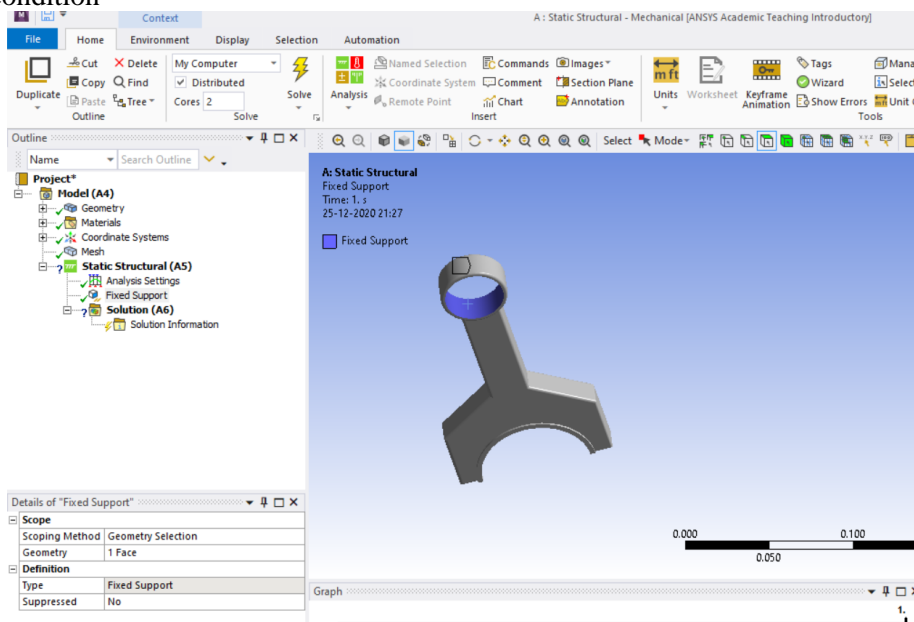 condition
Context
A : Static Structural - Mechanical [ANSYS Academic Teaching Introductory]
File Home Environment Display Selection Automation
Duplicate
Cut
Copy
Paste
Delete
Find
Tree
Outline
My Computer
Distributed
Cores 2
Solve
Solve
Analysis
Named Selection
Coordinate System
Remote Point
Commands
Comment
Chart
Images
Section Plane
Annotation
Insert
Units
Worksheet
Keyframe
Animation
Tags
Wizard
Show Errors
Mana
Select
Unit
Tools
Outline
Name Search Outline
Project*
Model (A4)
Geometry
Materials
Coordinate Systems
Mesh
Static Structural (A5)
Analysis Settings
Fixed Support
Solution (A6)
Solution Information
Select Mode
A: Static Structural
Fixed Support
Time: 1. s
25-12-2020 21:27
Fixed Support
0.000 0.100
0.050
Details of "Fixed Support"
Scope
Scoping Method Geometry Selection
Geometry 1 Face
Definition
Type Fixed Support
Suppressed No
Graph
1.